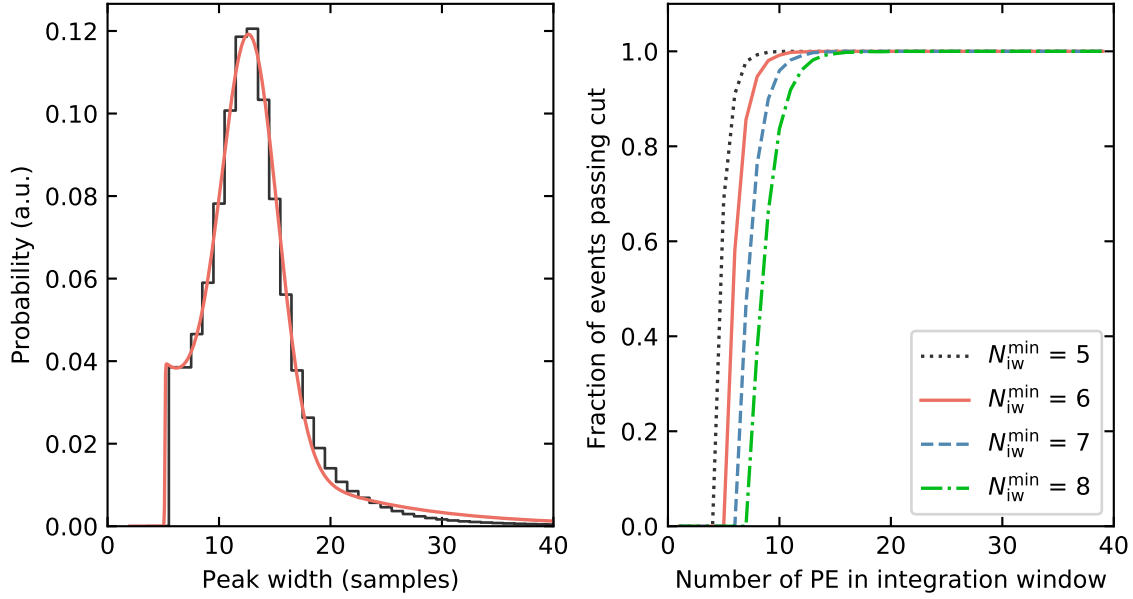 0.12
0.10
0.08
0.06
0.04
0.02
0.00
Probability (a.u.)
0 10 20 30 40
Peak width (samples)
1.0
0.8
0.6
0.4
0.2
0.0
Fraction of events passing cut
N_iw^min = 5
N_iw^min = 6
N_iw^min = 7
N_iw^min = 8
0 10 20 30 40
Number of PE in integration window